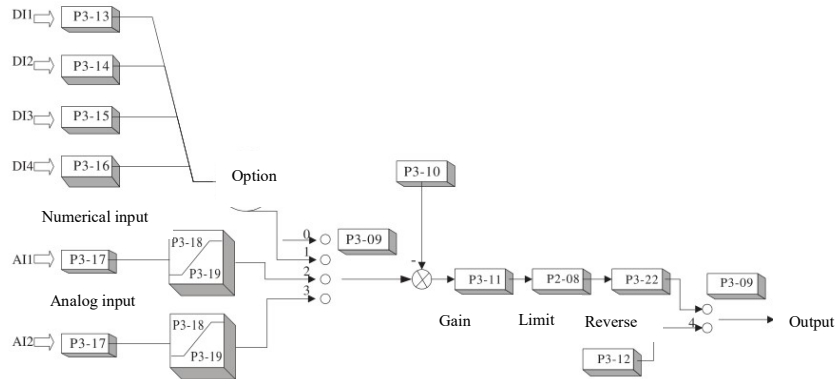 DI1 P3-13
DI2 P3-14
DI3 P3-15
DI4 P3-16
Option
P3-10
Numerical input
0 P3-09
1
2
3
P3-18
P3-19
AI1 P3-17
-
P3-11 P2-08 P3-22 P3-09
Analog input
Gain Limit Reverse 4 Output
P3-18
P3-19
AI2 P3-17
P3-12